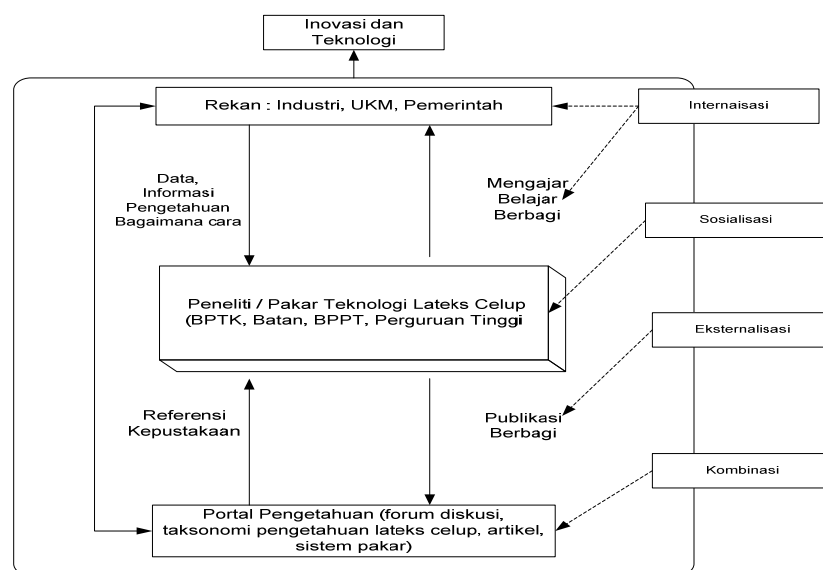 Inovasi dan
Teknologi
Rekan : Industri, UKM, Pemerintah
Internaisasi
Data,
Informasi
Pengetahuan
Bagaimana cara
Mengajar
Belajar
Berbagi
Sosialisasi
Peneliti / Pakar Teknologi Lateks Celup
(BPTK, Batan, BPPT, Perguruan Tinggi
Eksternalisasi
Referensi
Kepustakaan
Publikasi
Berbagi
Kombinasi
Portal Pengetahuan (forum diskusi,
taksonomi pengetahuan lateks celup, artikel,
sistem pakar)